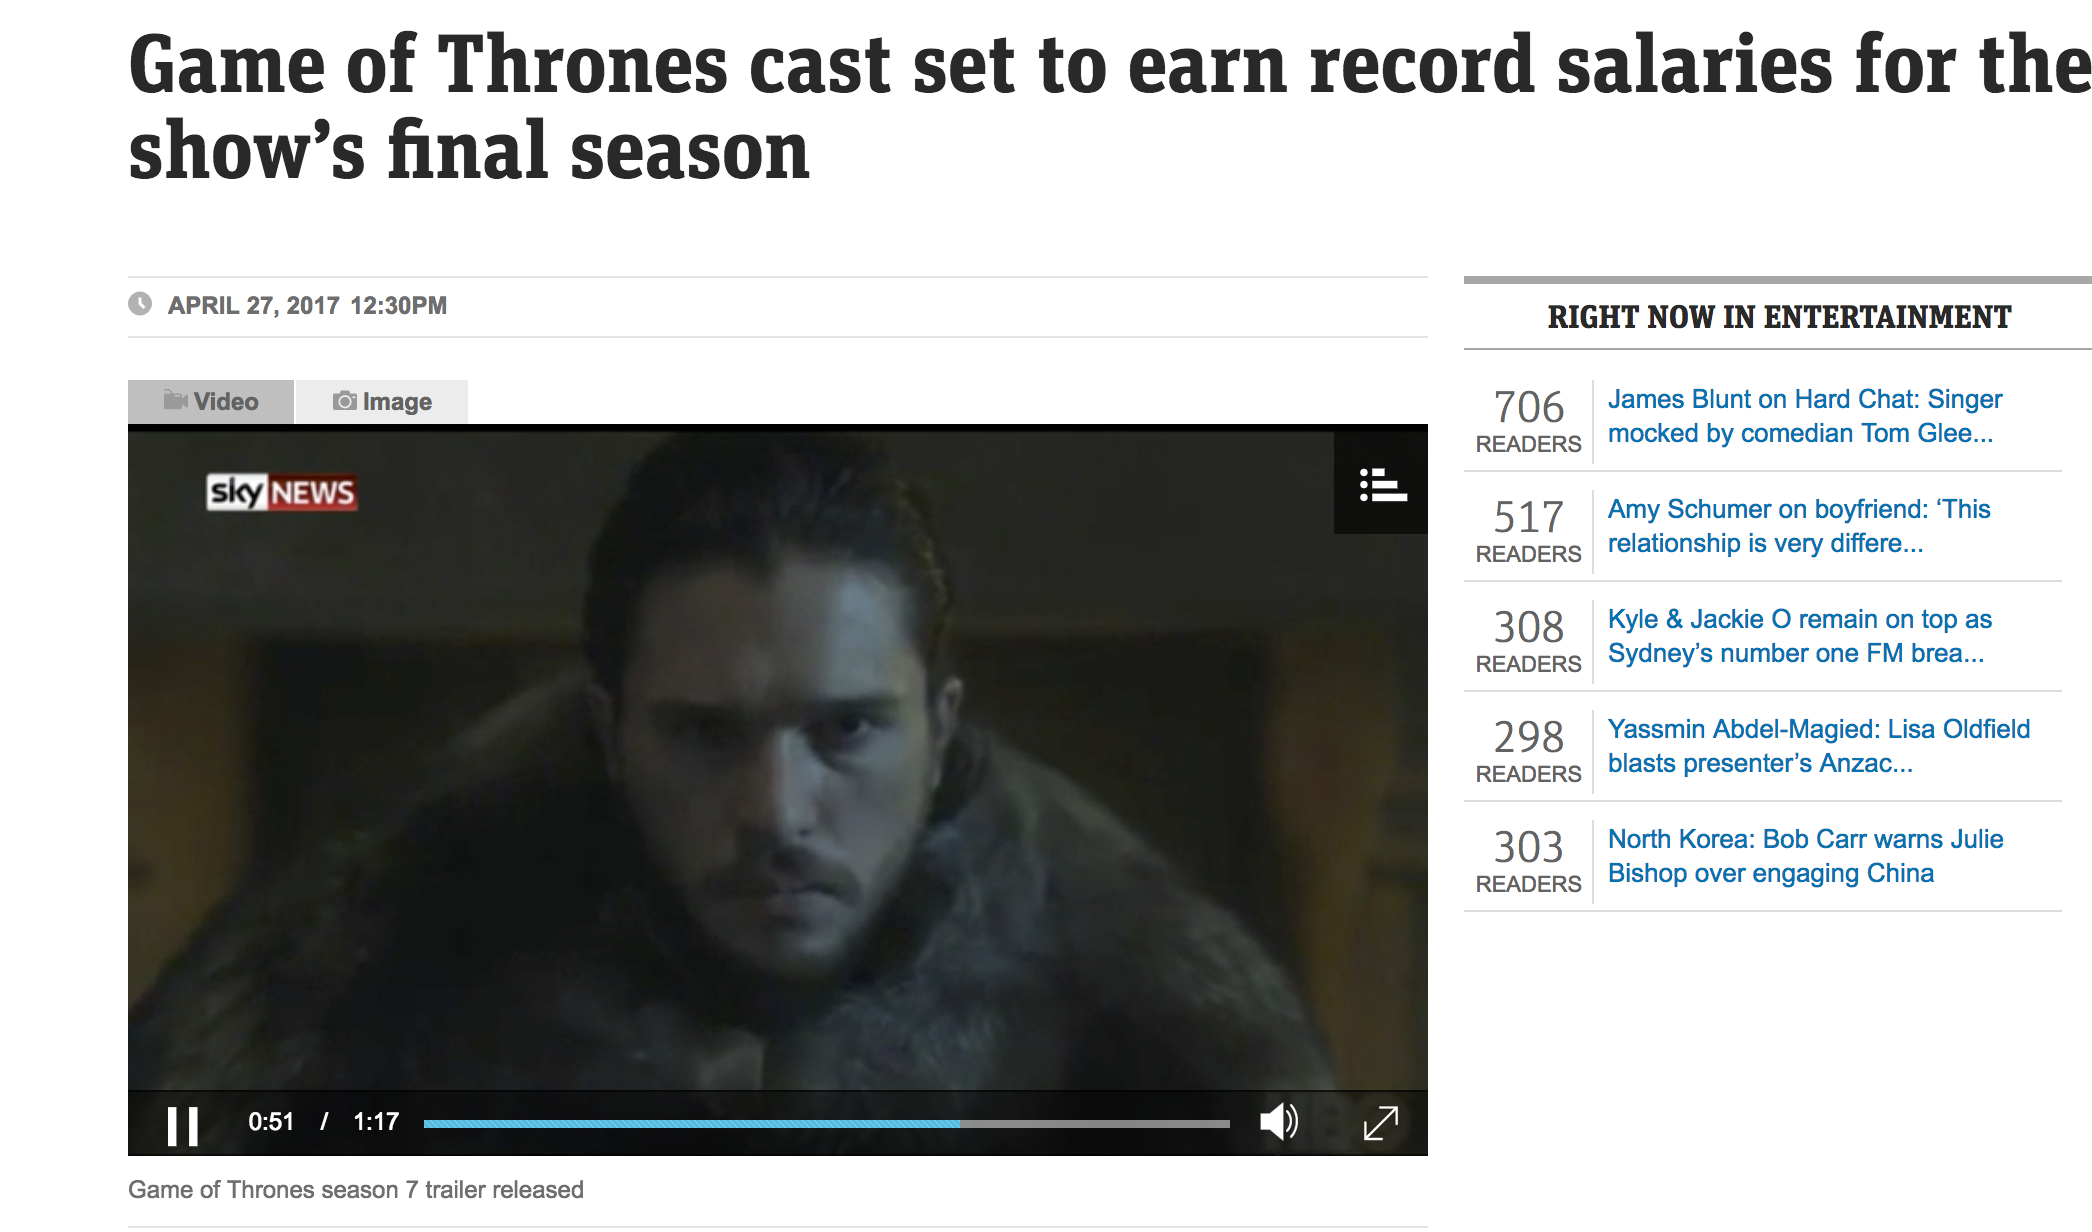 Game of Thrones cast set to earn record salaries for the
show’s final season
APRIL 27, 2017 12:30PM
Video
Image
sky NEWS
0:51 / 1:17
Game of Thrones season 7 trailer released
RIGHT NOW IN ENTERTAINMENT
706
READERS
James Blunt on Hard Chat: Singer
mocked by comedian Tom Glee...
517
READERS
Amy Schumer on boyfriend: ‘This
relationship is very differe...
308
READERS
Kyle & Jackie O remain on top as
Sydney’s number one FM brea...
298
READERS
Yassmin Abdel-Magied: Lisa Oldfield
blasts presenter’s Anzac...
303
READERS
North Korea: Bob Carr warns Julie
Bishop over engaging China